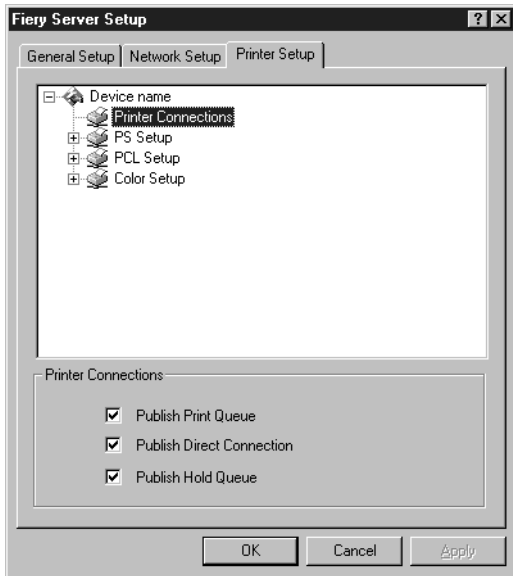 Fiery Server Setup
General Setup Network Setup Printer Setup
Device name
Printer Connections
PS Setup
PCL Setup
Color Setup
Printer Connections
Publish Print Queue
Publish Direct Connection
Publish Hold Queue
OK Cancel Apply